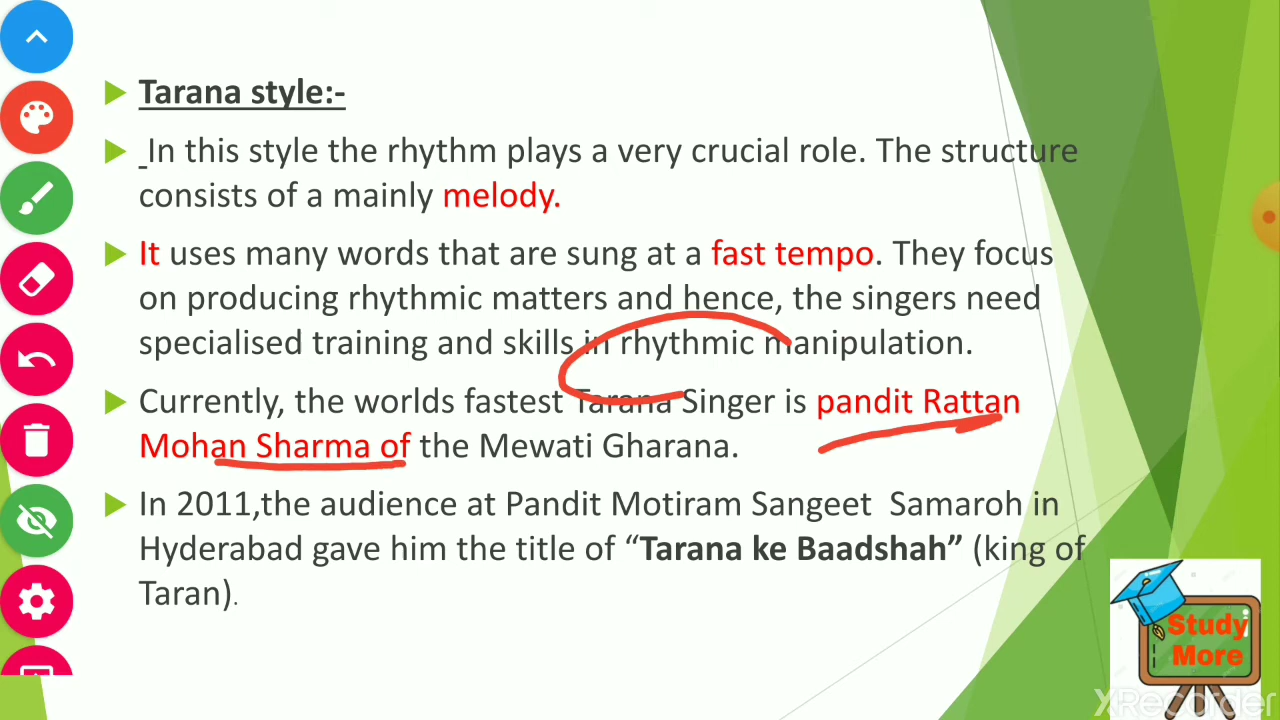 Tarana style:-
In this style the rhythm plays a very crucial role. The structure
consists of a mainly melody.
It uses many words that are sung at a fast tempo. They focus
on producing rhythmic matters and hence, the singers need
specialised training and skills in rhythmic manipulation.
Currently, the worlds fastest Tarana Singer is pandit Rattan
Mohan Sharma of the Mewati Gharana.
In 2011,the audience at Pandit Motiram Sangeet Samaroh in
Hyderabad gave him the title of “Tarana ke Baadshah” (king of
Taran).
Study
More
XRecorder